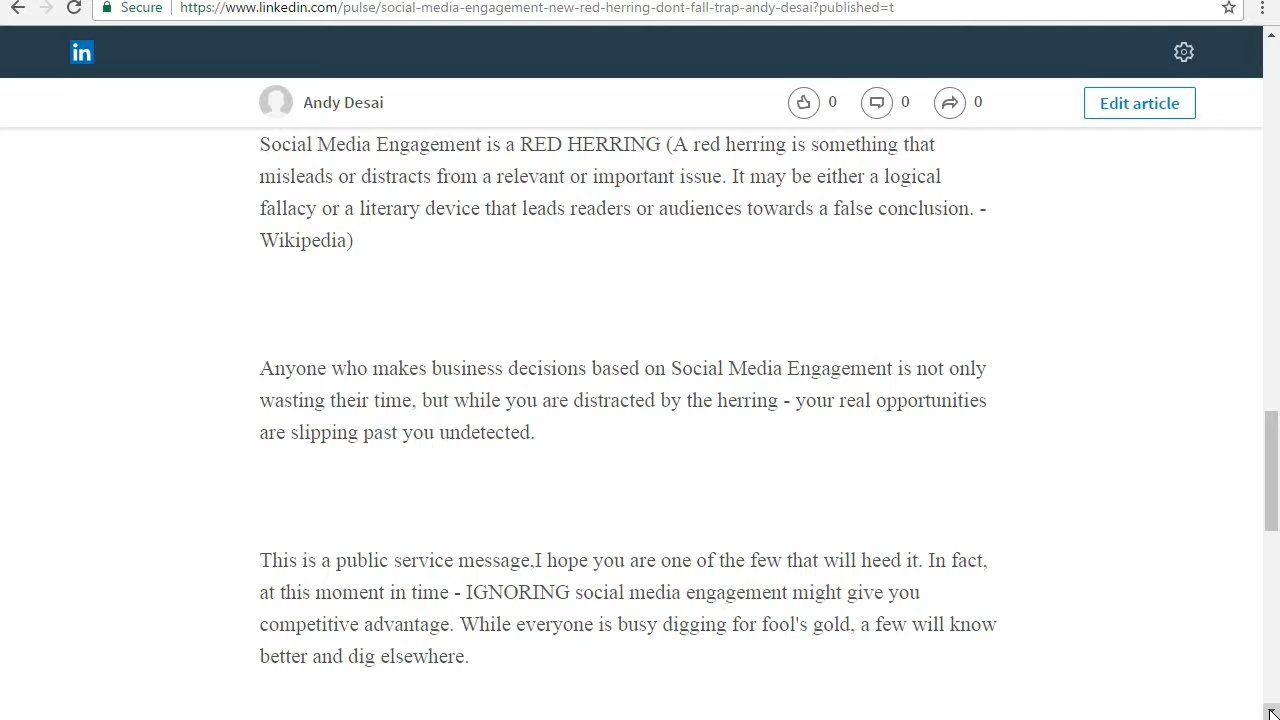 Secure https://www.linkedin.com/pulse/social-media-engagement-new-red-herring-dont-fall-trap-andy-desai?published=t
in
Andy Desai 0 0 0 Edit article
Social Media Engagement is a RED HERRING (A red herring is something that
misleads or distracts from a relevant or important issue. It may be either a logical
fallacy or a literary device that leads readers or audiences towards a false conclusion. -
Wikipedia)
Anyone who makes business decisions based on Social Media Engagement is not only
wasting their time, but while you are distracted by the herring - your real opportunities
are slipping past you undetected.
This is a public service message,I hope you are one of the few that will heed it. In fact,
at this moment in time - IGNORING social media engagement might give you
competitive advantage. While everyone is busy digging for fool's gold, a few will know
better and dig elsewhere.